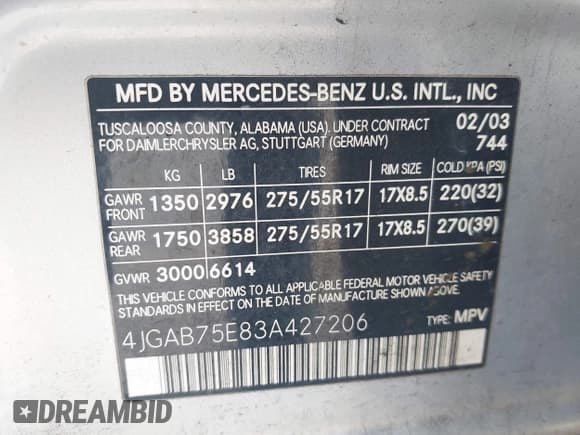 MFD BY MERCEDES-BENZ U.S. INTL., INC
TUSCALOOSA COUNTY, ALABAMA (USA). UNDER CONTRACT 02/03
FOR DAIMLERCHRYSLER AG, STUTTGART (GERMANY) 744
KG LB TIRES RIM SIZE COLD KPA (PSI)
GAWR FRONT 1350 2976 275/55R17 17X8.5 220(32)
GAWR REAR 1750 3858 275/55R17 17X8.5 270(39)
GVWR 3000 6614
THIS VEHICLE CONFORMS TO ALL APPLICABLE FEDERAL MOTOR VEHICLE SAFETY
STANDARDS IN EFFECT ON THE DATE OF MANUFACTURE SHOWN ABOVE.
4JGAB75E83A427206 TYPE: MPV
DREAMBID